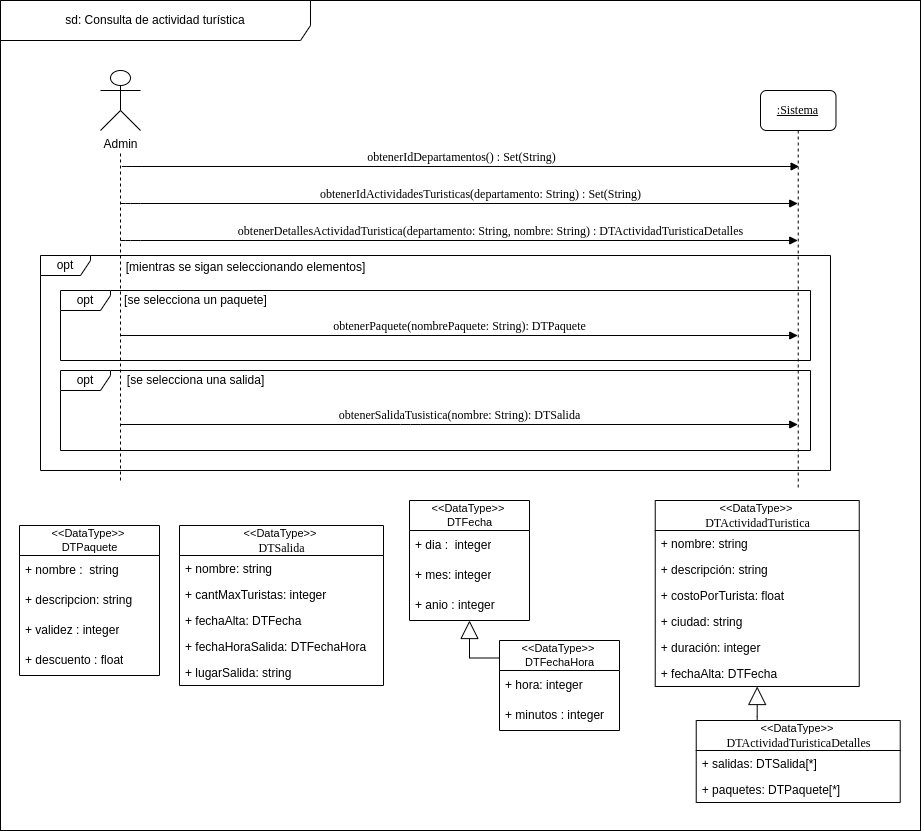 sd: Consulta de actividad turística
Admin
:Sistema
obtenerIdDepartamentos() : Set(String)
obtenerIdActividadesTuristicas(departamento: String) : Set(String)
obtenerDetallesActividadTuristica(departamento: String, nombre: String) : DTActividadTuristicaDetalles
opt
[mientras se sigan seleccionando elementos]
opt
[se selecciona un paquete]
obtenerPaquete(nombrePaquete: String): DTPaquete
opt
[se selecciona una salida]
obtenerSalidaTusistica(nombre: String): DTSalida
<<DataType>>
DTPaquete
+ nombre : string
+ descripcion: string
+ validez : integer
+ descuento : float
<<DataType>>
DTSalida
+ nombre: string
+ cantMaxTuristas: integer
+ fechaAlta: DTFecha
+ fechaHoraSalida: DTFechaHora
+ lugarSalida: string
<<DataType>>
DTFecha
+ dia : integer
+ mes: integer
+ anio : integer
<<DataType>>
DTFechaHora
+ hora: integer
+ minutos : integer
<<DataType>>
DTActividadTuristica
+ nombre: string
+ descripción: string
+ costoPorTurista: float
+ ciudad: string
+ duración: integer
+ fechaAlta: DTFecha
<<DataType>>
DTActividadTuristicaDetalles
+ salidas: DTSalida[*]
+ paquetes: DTPaquete[*]